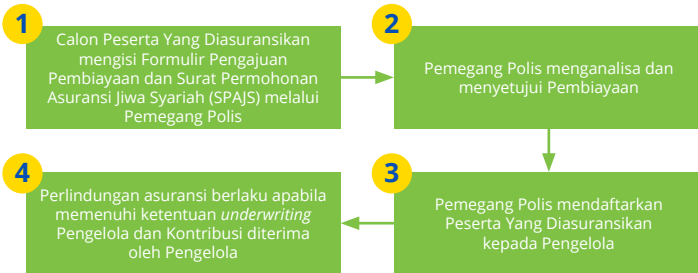 1
Calon Peserta Yang Diasuransikan
mengisi Formulir Pengajuan
Pembiayaan dan Surat Permohonan
Asuransi Jiwa Syariah (SPAJS) melalui
Pemegang Polis
2
Pemegang Polis menganalisa dan
menyetujui Pembiayaan
3
Pemegang Polis mendaftarkan
Peserta Yang Diasuransikan
kepada Pengelola
4
Perlindungan asuransi berlaku apabila
memenuhi ketentuan underwriting
Pengelola dan Kontribusi diterima
oleh Pengelola